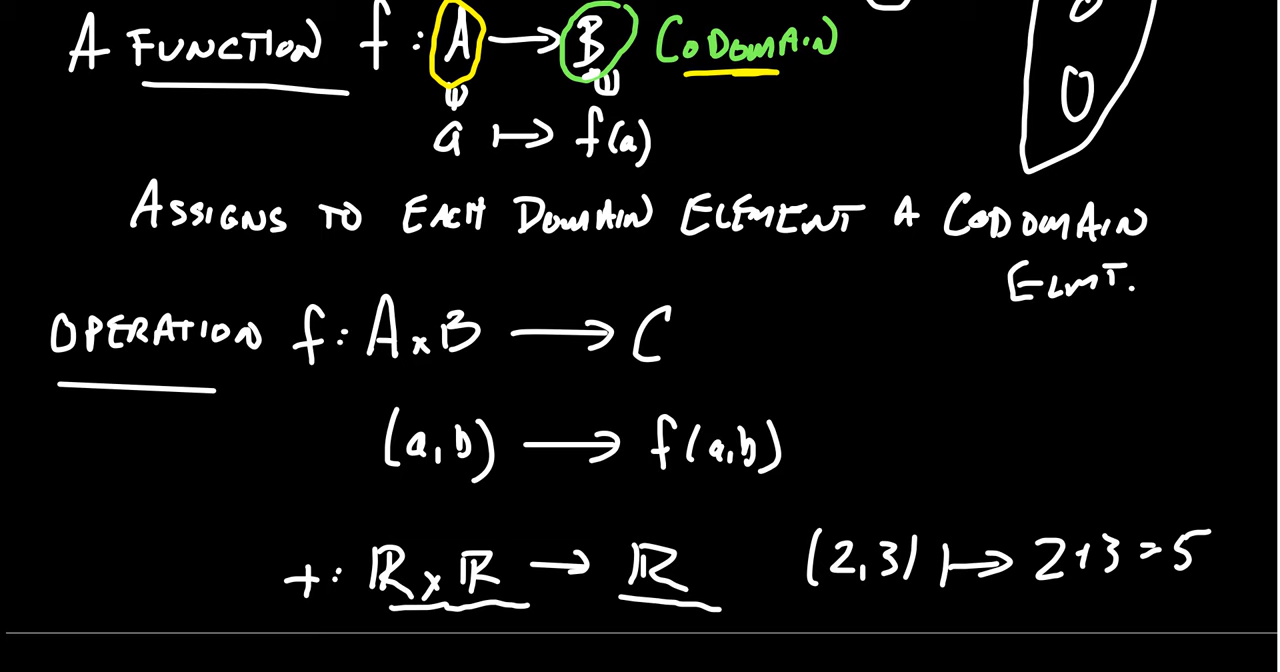 A FUNCTION f : A → B CODOMAIN
a ↦ f(a)
ASSIGNS TO EACH DOMAIN ELEMENT A CODOMAIN
ELMT.
OPERATION f : A × B → C
(a,b) → f(a,b)
+ : ℝ × ℝ → ℝ (2,3) ↦ 2+3=5